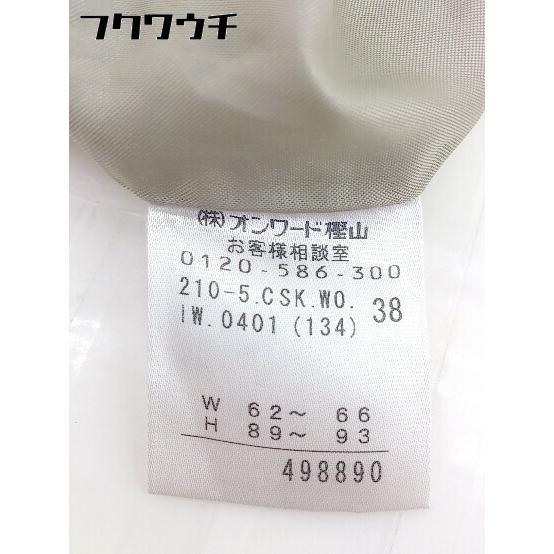 フクワウチ
(株)オンワード樫山
お客様相談室
0120-586-300
210-5.CSK.WO. 38
IW.0401 (134)
W 62〜 66
H 89〜 93
498890